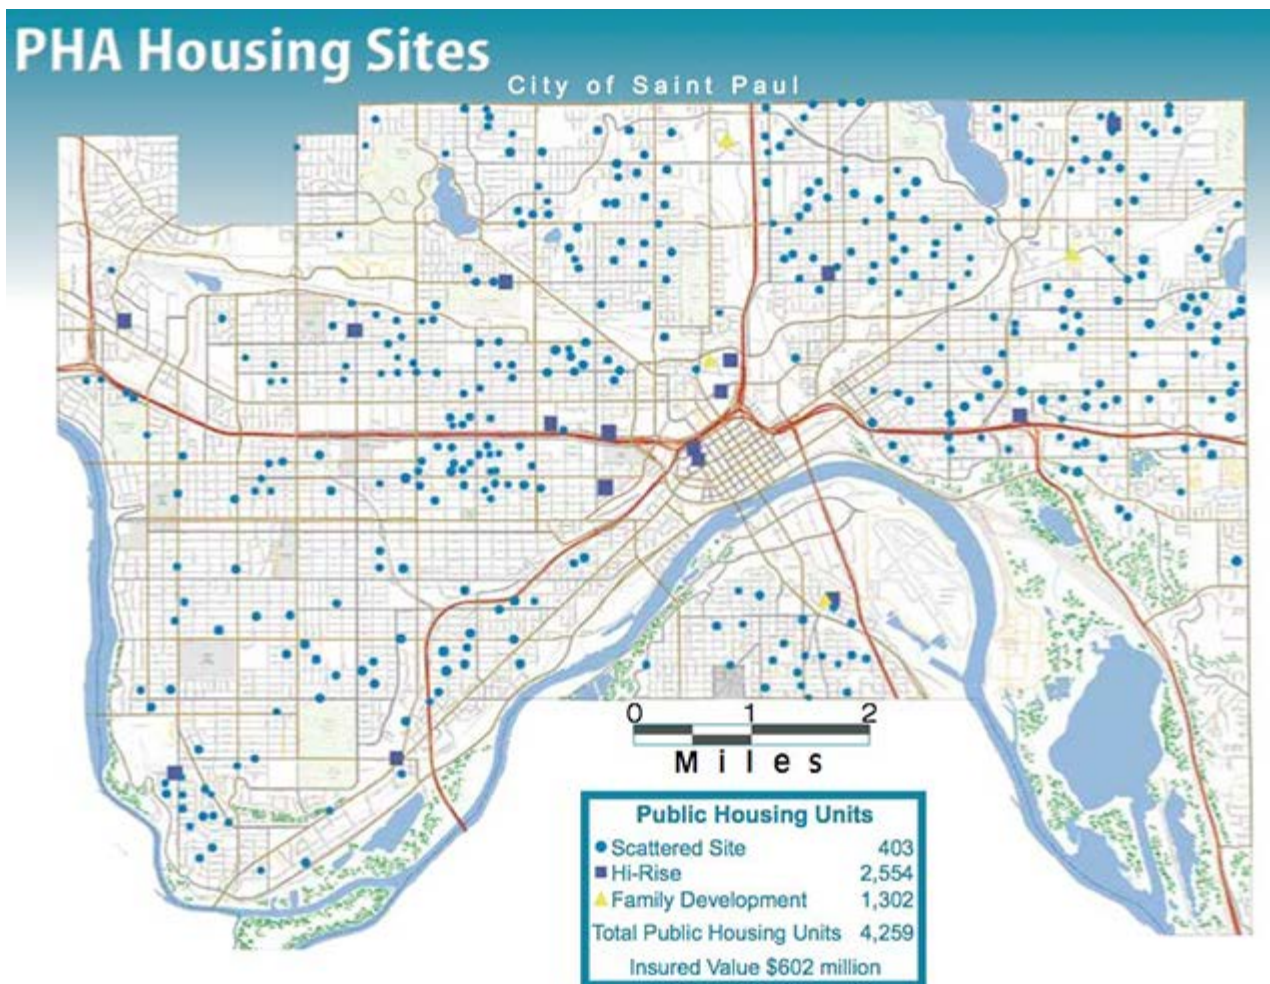 PHA Housing Sites
City of Saint Paul
0 1 2
Miles
Public Housing Units
Scattered Site 403
Hi-Rise 2,554
Family Development 1,302
Total Public Housing Units 4,259
Insured Value $602 million